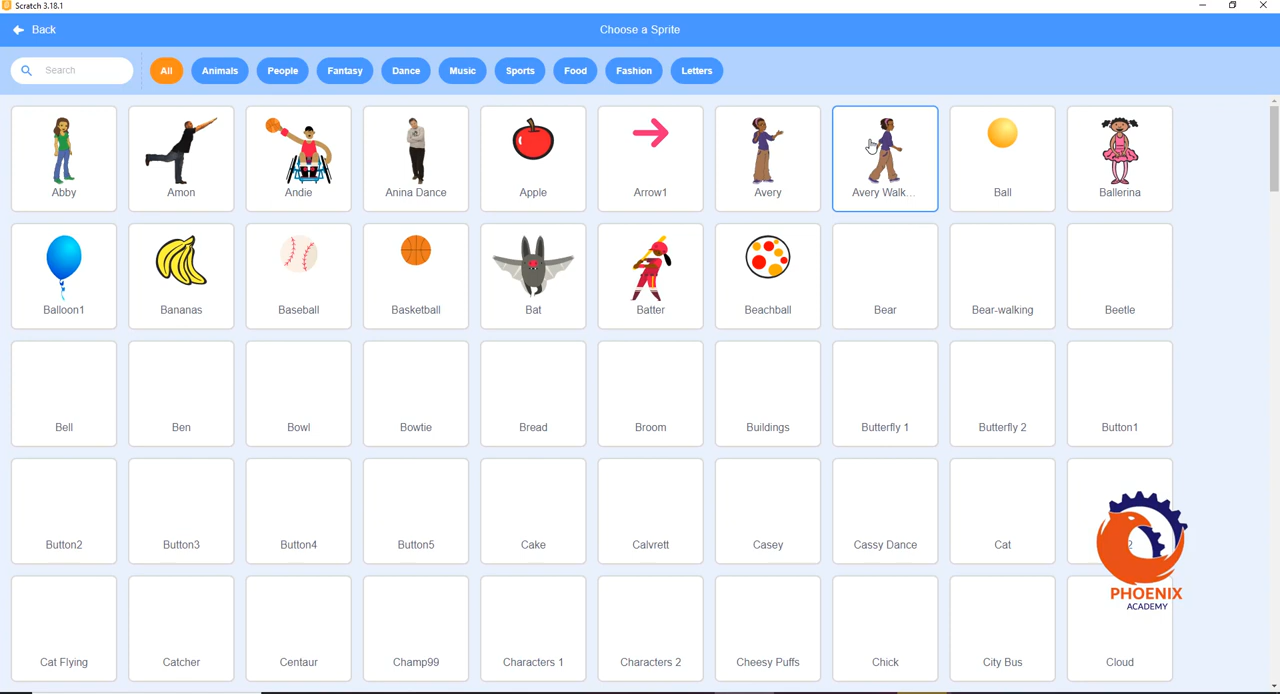 Scratch 3.18.1
Back
Choose a Sprite
Search
All Animals People Fantasy Dance Music Sports Food Fashion Letters
Abby Amon Andie Anina Dance Apple Arrow1 Avery Avery Walk... Ball Ballerina
Balloon1 Bananas Baseball Basketball Bat Batter Beachball Bear Bear-walking Beetle
Bell Ben Bowl Bowtie Bread Broom Buildings Butterfly 1 Butterfly 2 Button1
Button2 Button3 Button4 Button5 Cake Calvrett Casey Cassy Dance Cat
Cat Flying Catcher Centaur Champ99 Characters 1 Characters 2 Cheesy Puffs Chick City Bus Cloud
PHOENIX
ACADEMY